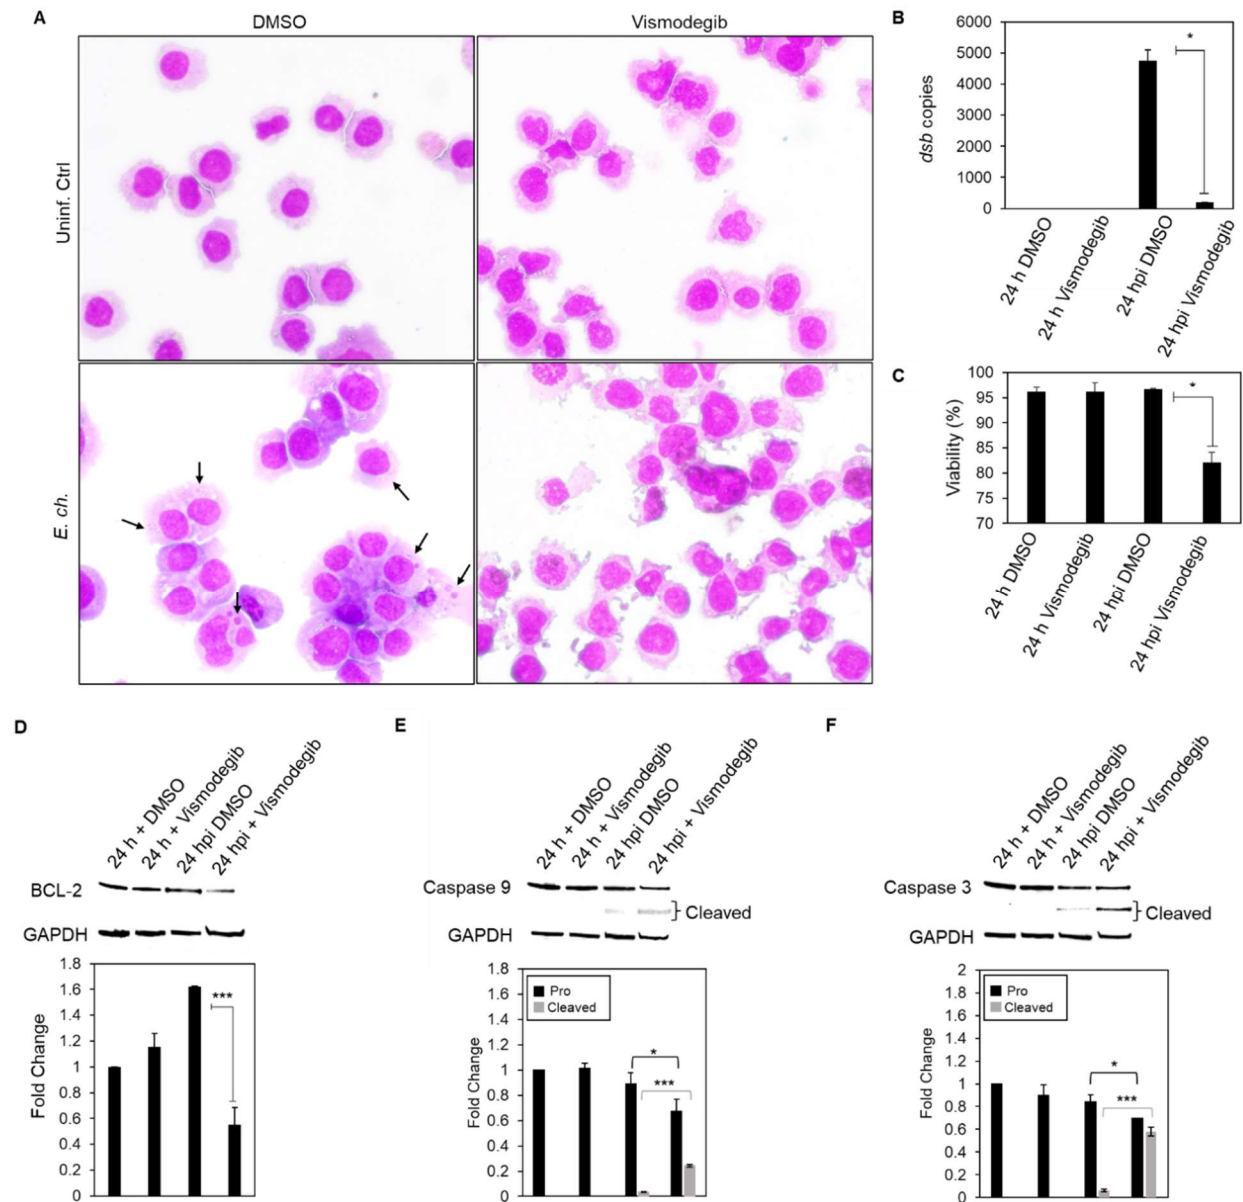 A
DMSO
Vismodegib
Uninf. Ctrl
E. ch.
B
6000
5000
4000
3000
2000
1000
0
dsb copies
*
24 h DMSO
24 h Vismodegib
24 hpi DMSO
24 hpi Vismodegib
C
100
95
90
85
80
75
70
Viability (%)
*
24 h DMSO
24 h Vismodegib
24 hpi DMSO
24 hpi Vismodegib
D
24 h + DMSO
24 h + Vismodegib
24 hpi DMSO
24 hpi + Vismodegib
BCL-2
GAPDH
1.8
1.6
1.4
1.2
1
0.8
0.6
0.4
0.2
0
Fold Change
***
E
24 h + DMSO
24 h + Vismodegib
24 hpi DMSO
24 hpi + Vismodegib
Caspase 9
Cleaved
GAPDH
1.8
1.6
1.4
1.2
1
0.8
0.6
0.4
0.2
0
Fold Change
Pro
Cleaved
*
***
F
24 h + DMSO
24 h + Vismodegib
24 hpi DMSO
24 hpi + Vismodegib
Caspase 3
Cleaved
GAPDH
2
1.8
1.6
1.4
1.2
1
0.8
0.6
0.4
0.2
0
Fold Change
Pro
Cleaved
*
***